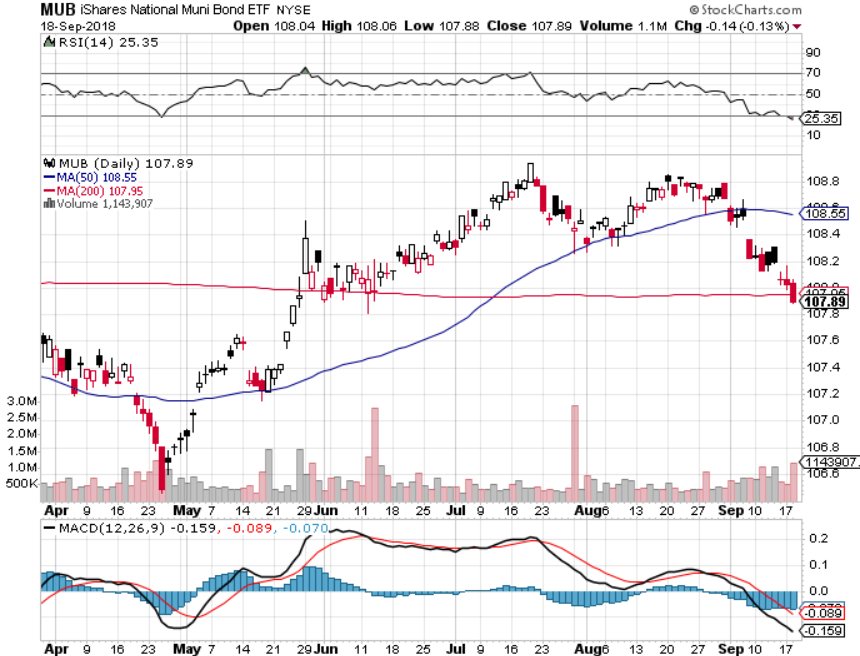 MUB iShares National Muni Bond ETF NYSE
© StockCharts.com
18-Sep-2018
Open 108.04 High 108.06 Low 107.88 Close 107.89 Volume 1.1M Chg -0.14 (-0.13%)
RSI(14) 25.35
90
70
50
25.35
10
MUB (Daily) 107.89
MA(50) 108.55
MA(200) 107.95
Volume 1,143,907
108.8
108.55
108.4
108.2
107.95
107.89
107.6
107.4
107.2
107.0
106.8
1143907.
106.6
3.0M
2.5M
2.0M
1.5M
1.0M
500K
Apr 9 16 23 May 7 14 21 29 Jun 11 18 25 Jul 9 16 23 Aug 6 13 20 27 Sep 10 17
MACD(12,26,9) -0.159, -0.089, -0.070
0.2
0.1
0.0
-0.089
-0.159
Apr 9 16 23 May 7 14 21 29 Jun 11 18 25 Jul 9 16 23 Aug 6 13 20 27 Sep 10 17